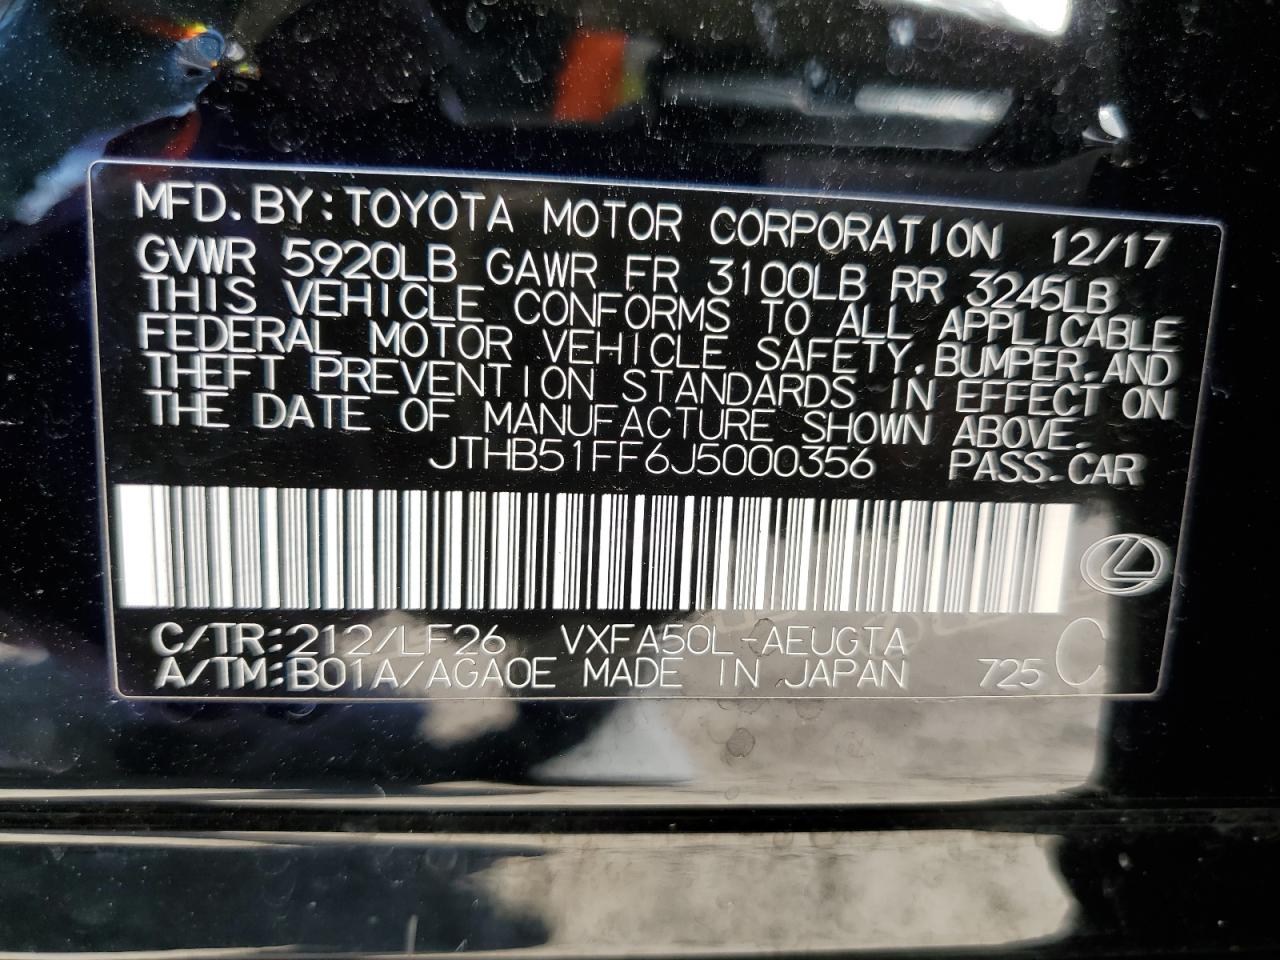 MFD. BY: TOYOTA MOTOR CORPORATION 12/17
GVWR 5920LB GAWR FR 3100LB RR 3245LB
THIS VEHICLE CONFORMS TO ALL APPLICABLE
FEDERAL MOTOR VEHICLE SAFETY, BUMPER, AND
THEFT PREVENTION STANDARDS IN EFFECT ON
THE DATE OF MANUFACTURE SHOWN ABOVE.
JTHB51FF6J5000356 PASS. CAR
C/TR: 212/LF26 VXFA50L-AEUGTA
A/TM: B01A/AGA0E MADE IN JAPAN 725 C